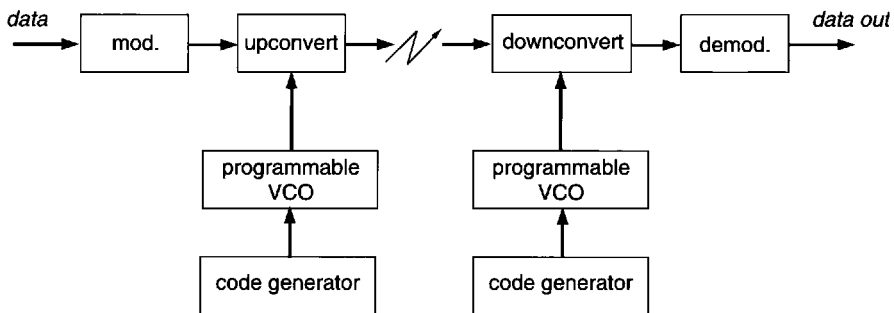 data
mod.
upconvert
downconvert
demod.
data out
programmable
VCO
programmable
VCO
code generator
code generator